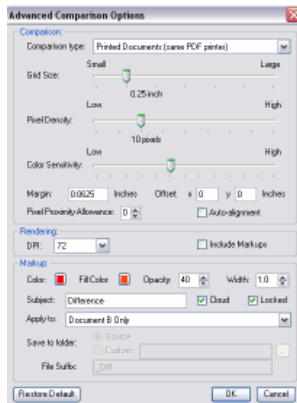 Advanced Comparison Options
Comparison:
Comparison type: Printed Documents (same PDF printer)
Small Large
Grid Size:
0.25 inch
Low High
Pixel Density:
10 pixels
Low High
Color Sensitivity:
Margin: 0.0625 Inches Offset: x 0 y 0 Inches
Pixel Proximity Allowance: 0 Auto-alignment
Rendering:
DPI: 72 Include Markups
Markup:
Color: Fill Color: Opacity: 40 Width: 1.0
Subject: Difference Cloud Locked
Apply to: Document B Only
Save to folder: Source
Custom:
File Suffix: _Diff
Restore Default OK Cancel